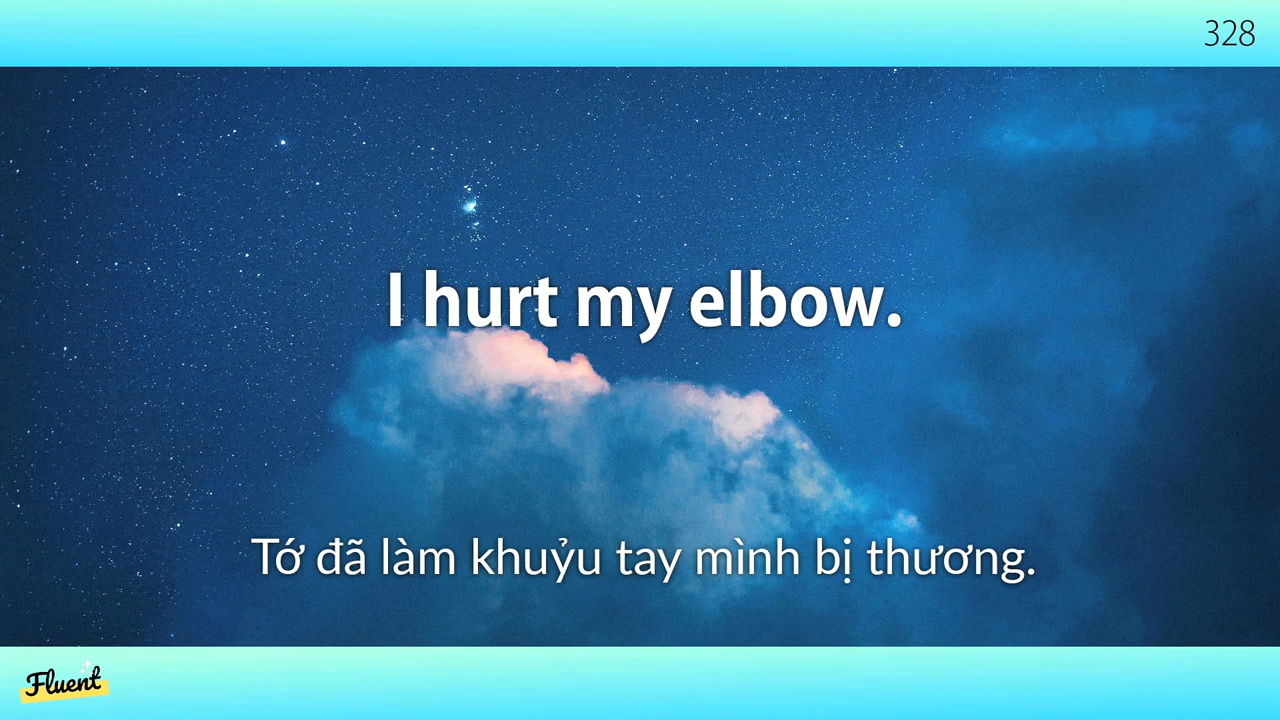 328
I hurt my elbow.
Tớ đã làm khuỷu tay mình bị thương.
Fluent